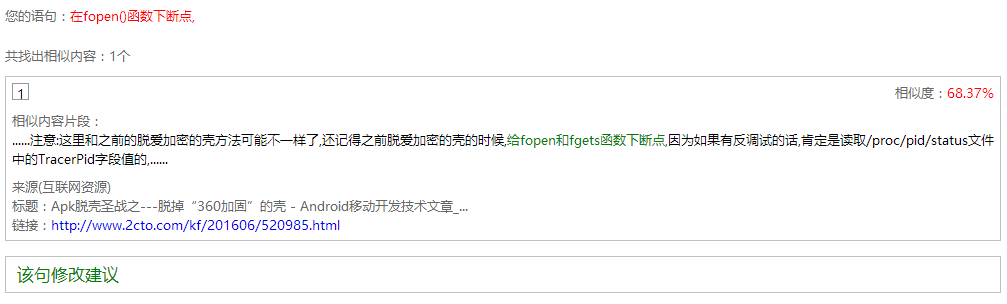 您的语句：在fopen()函数下断点,
共找出相似内容：1个
1 相似度：68.37%
相似内容片段：
......注意:这里和之前的脱爱加密的壳方法可能不一样了,还记得之前脱爱加密的壳的时候,给fopen和fgets函数下断点,因为如果有反调试的话,肯定是读取/proc/pid/status文件
中的TracerPid字段值的,......
来源(互联网资源)
标题：Apk脱壳圣战之---脱掉“360加固”的壳 - Android移动开发技术文章_...
链接：http://www.2cto.com/kf/201606/520985.html
该句修改建议